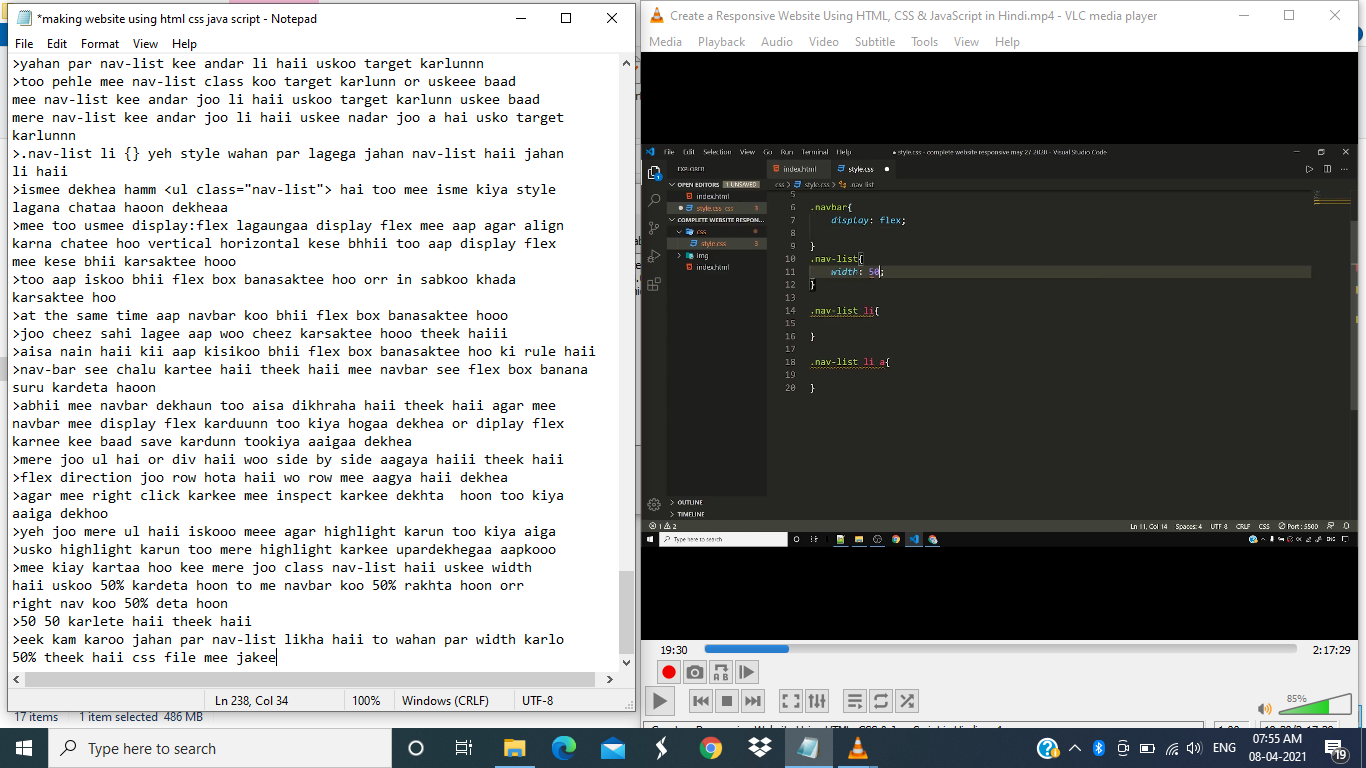 *making website using html css java script - Notepad
File Edit Format View Help
>yahan par nav-list kee andar li haii uskoo target karlunnn
>too pehle mee nav-list class koo target karlunn or uskeee baad
mee nav-list kee andar joo li haii uskoo target karlunn uskee baad
mere nav-list kee andar joo li haii uskee nadar joo a hai usko target
karlunnn
>.nav-list li {} yeh style wahan par lagega jahan nav-list haii jahan
li haii
>ismee dekhea hamm <ul class="nav-list"> hai too mee isme kiya style
lagana chataa haoon dekheaa
>mee too usmee display:flex lagaungaa display flex mee aap agar align
karna chatee hoo vertical horizontal kese bhhii too aap display flex
mee kese bhii karsaktee hooo
>too aap iskoo bhii flex box banasaktee hoo orr in sabkoo khada
karsaktee hoo
>at the same time aap navbar koo bhii flex box banasaktee hooo
>joo cheez sahi lagee aap woo cheez karsaktee hooo theek haiii
>aisa nain haii kii aap kisikoo bhii flex box banasaktee hoo ki rule haii
>nav-bar see chalu kartee haii theek haii mee navbar see flex box banana
suru kardeta haoon
>abhii mee navbar dekhaun too aisa dikhraha haii theek haii agar mee
navbar mee display flex karduunn too kiya hogaa dekhea or diplay flex
karnee kee baad save kardunn tookiya aaigaa dekhea
>mere joo ul hai or div haii woo side by side aagaya haiii theek haii
>flex direction joo row hota haii wo row mee aagya haii dekhea
>agar mee right click karkee mee inspect karkee dekhta  hoon too kiya
aaiga dekhoo
>yeh joo mere ul haii iskooo meee agar highlight karun too kiya aiga
>usko highlight karun too mere highlight karkee upardekhegaa aapkooo
>mee kiay kartaa hoo kee mere joo class nav-list haii uskee width
haii uskoo 50% kardeta hoon to me navbar koo 50% rakhta hoon orr
right nav koo 50% deta hoon
>50 50 karlete haii theek haii
>eek kam karoo jahan par nav-list likha haii to wahan par width karlo
50% theek haii css file mee jakee
Ln 238, Col 34 100% Windows (CRLF) UTF-8
17 items 1 item selected 486 MB
Create a Responsive Website Using HTML, CSS & JavaScript in Hindi.mp4 - VLC media player
Media Playback Audio Video Subtitle Tools View Help
File Edit Selection View Go Run Terminal Help
● style.css - complete website responsive may 27 2020 - Visual Studio Code
EXPLORER
index.html style.css
OPEN EDITORS 1 UNSAVED
css > style.css > .nav-list
index.html
style.css css 3
COMPLETE WEBSITE RESPON...
css
style.css 3
img
index.html
5
6 .navbar{
7 display: flex;
8
9 }
10 .nav-list{
11 width: 50;
12 }
13
14 .nav-list li{
15
16 }
17
18 .nav-list li a{
19
20 }
OUTLINE
TIMELINE
1 2
Ln 11, Col 14 Spaces: 4 UTF-8 CRLF CSS Port : 5500
Type here to search
ENG
19:30
2:17:29
85%
Type here to search
ENG
07:55 AM
08-04-2021
19